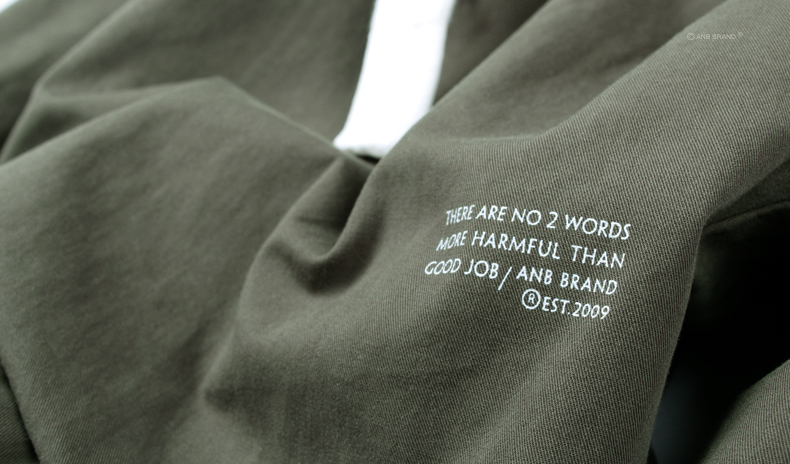 © ANB BRAND ®
THERE ARE NO 2 WORDS
MORE HARMFUL THAN
GOOD JOB / ANB BRAND
® EST.2009